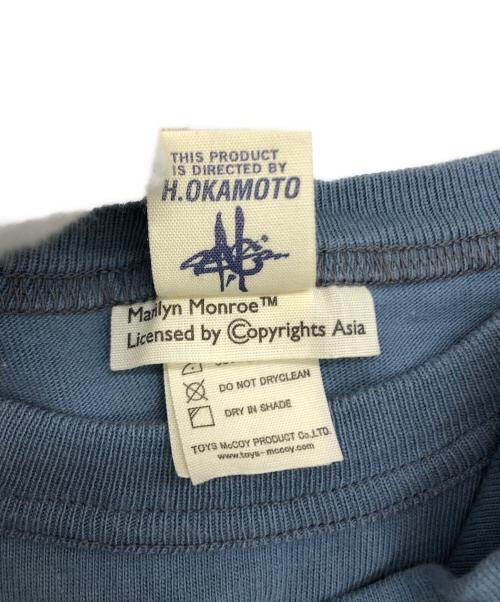 THIS PRODUCT
IS DIRECTED BY
H.OKAMOTO
Marilyn Monroe™
Licensed by ©opyrights Asia
DO NOT DRYCLEAN
DRY IN SHADE
TOYS McCOY PRODUCT Co.,LTD.
www.toys-mccoy.com